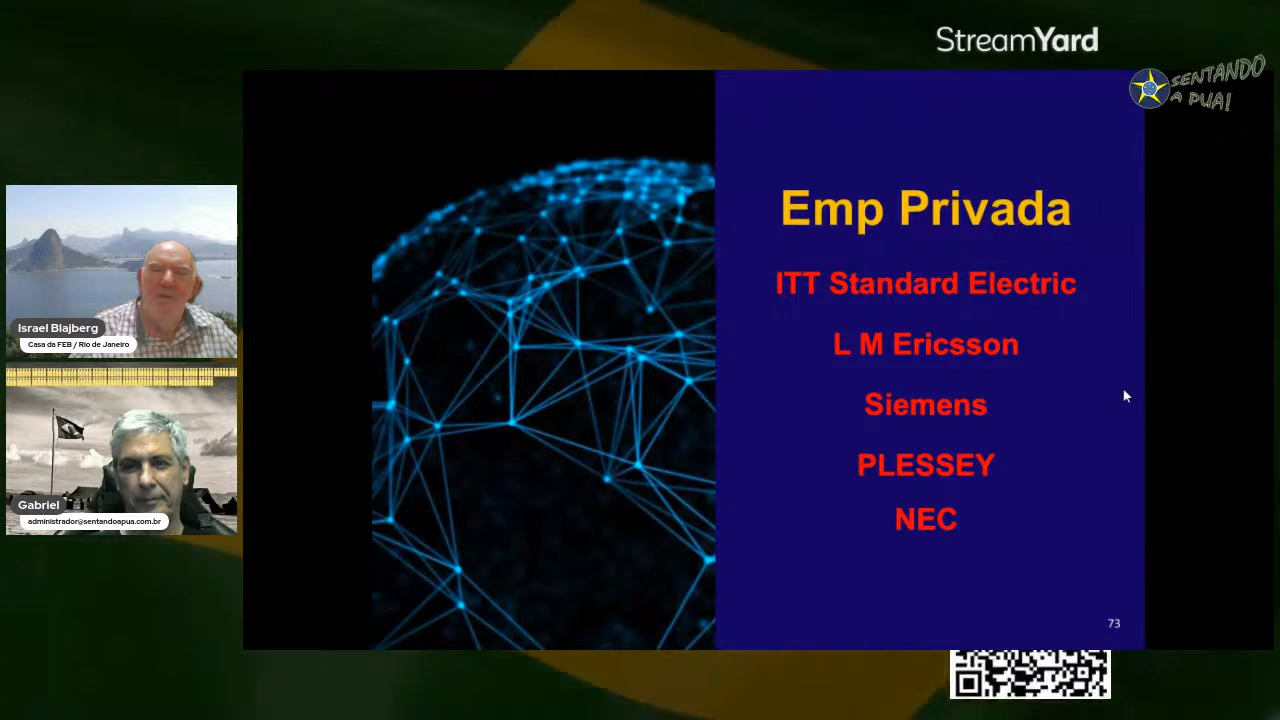 StreamYard
SENTANDO
A PUA!
Emp Privada
ITT Standard Electric
L M Ericsson
Siemens
PLESSEY
NEC
73
Israel Blajberg
Casa da FEB / Rio de Janeiro
Gabriel
administrador@sentandoapua.com.br